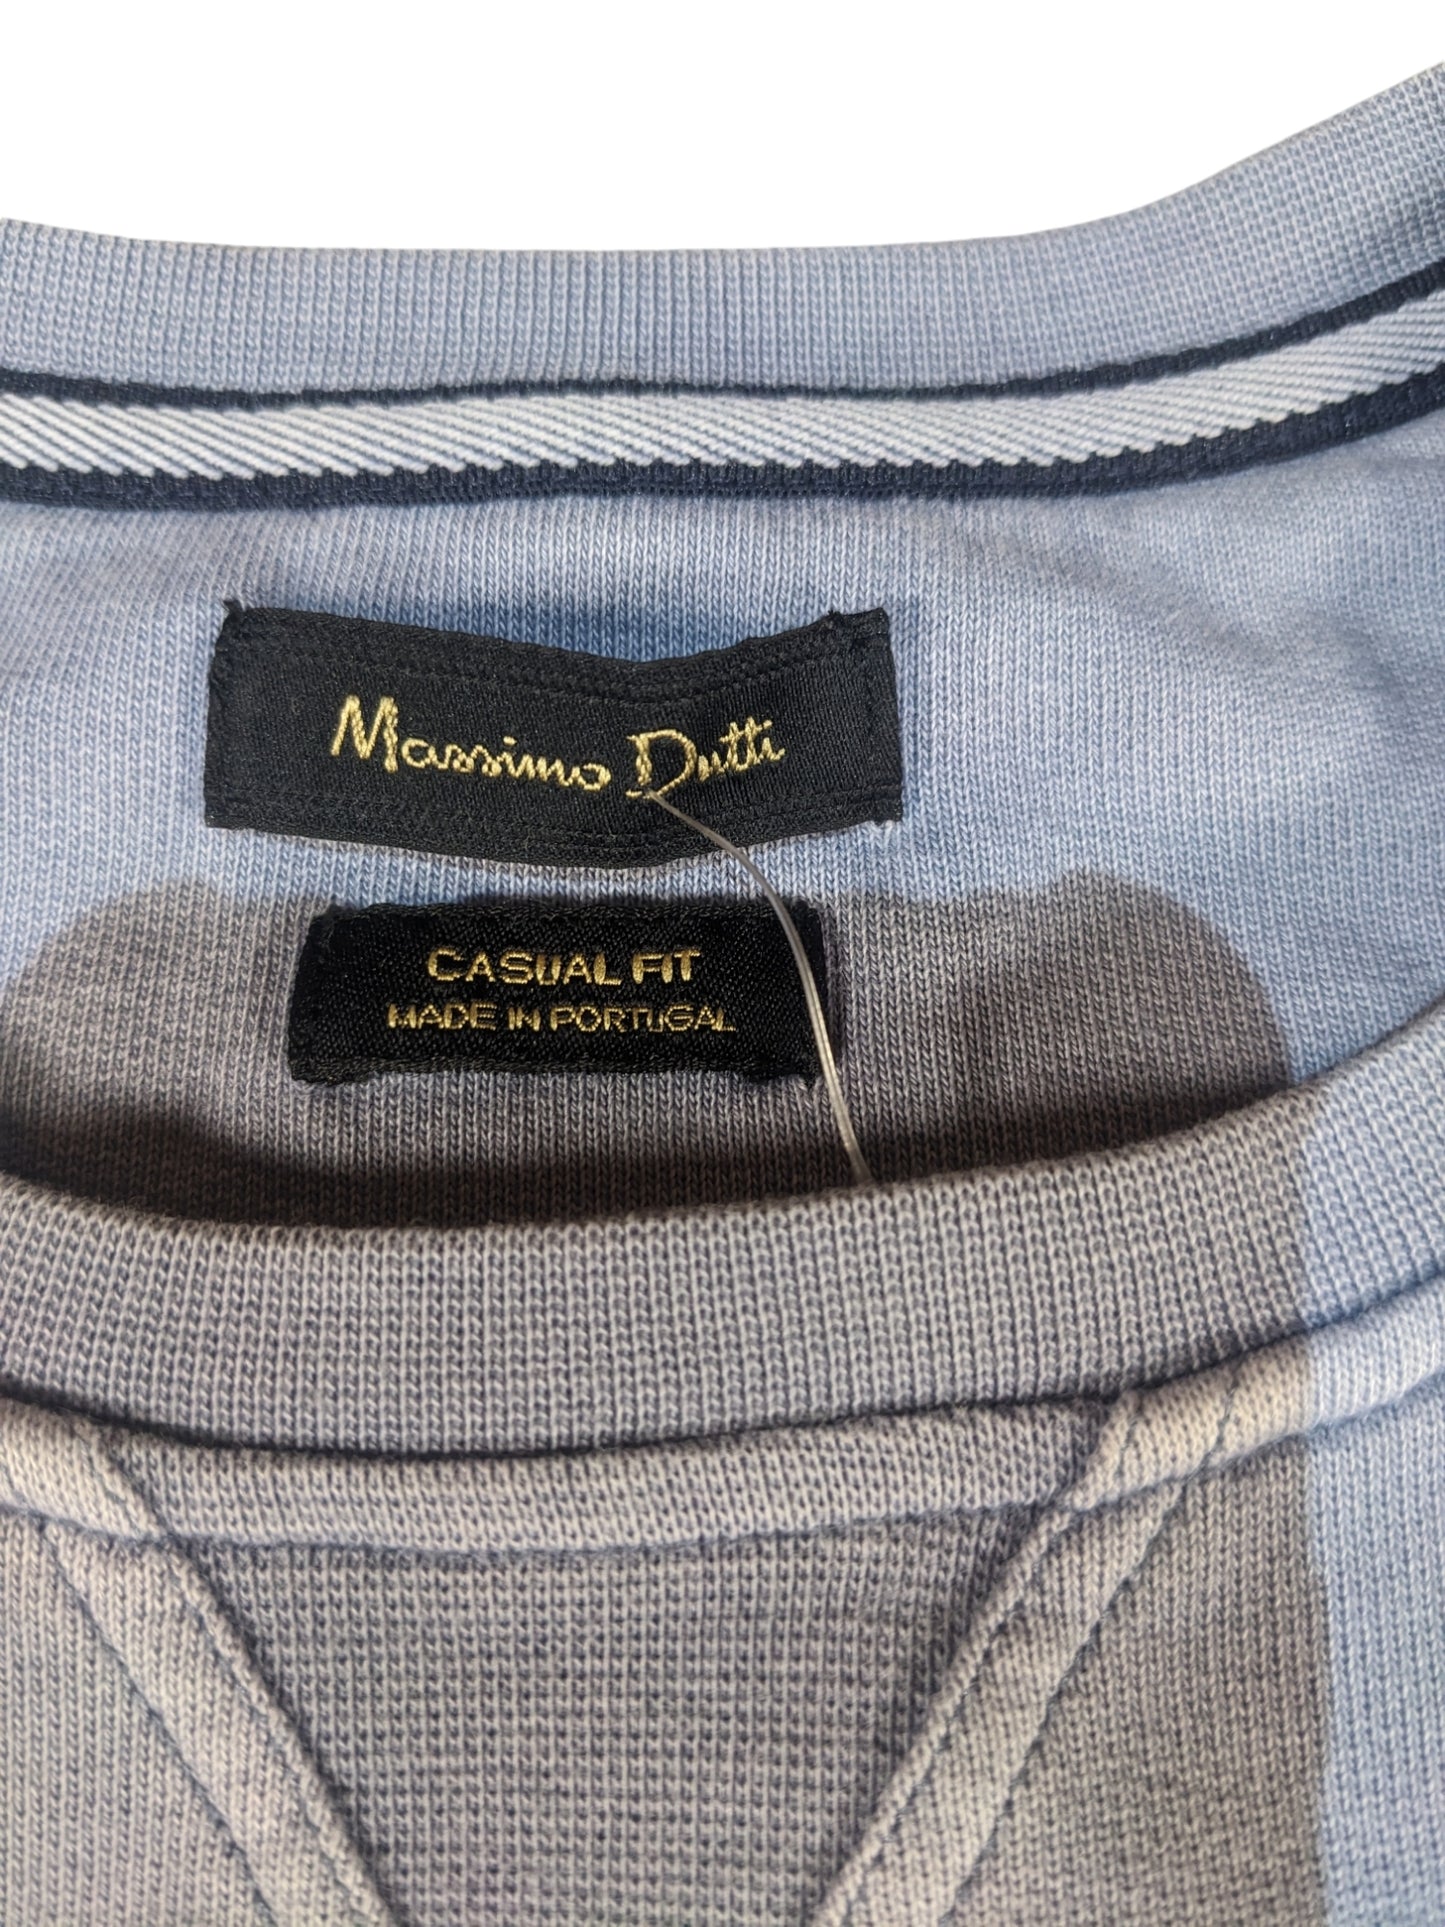 Massimo Dutti
CASUAL FIT
MADE IN PORTUGAL